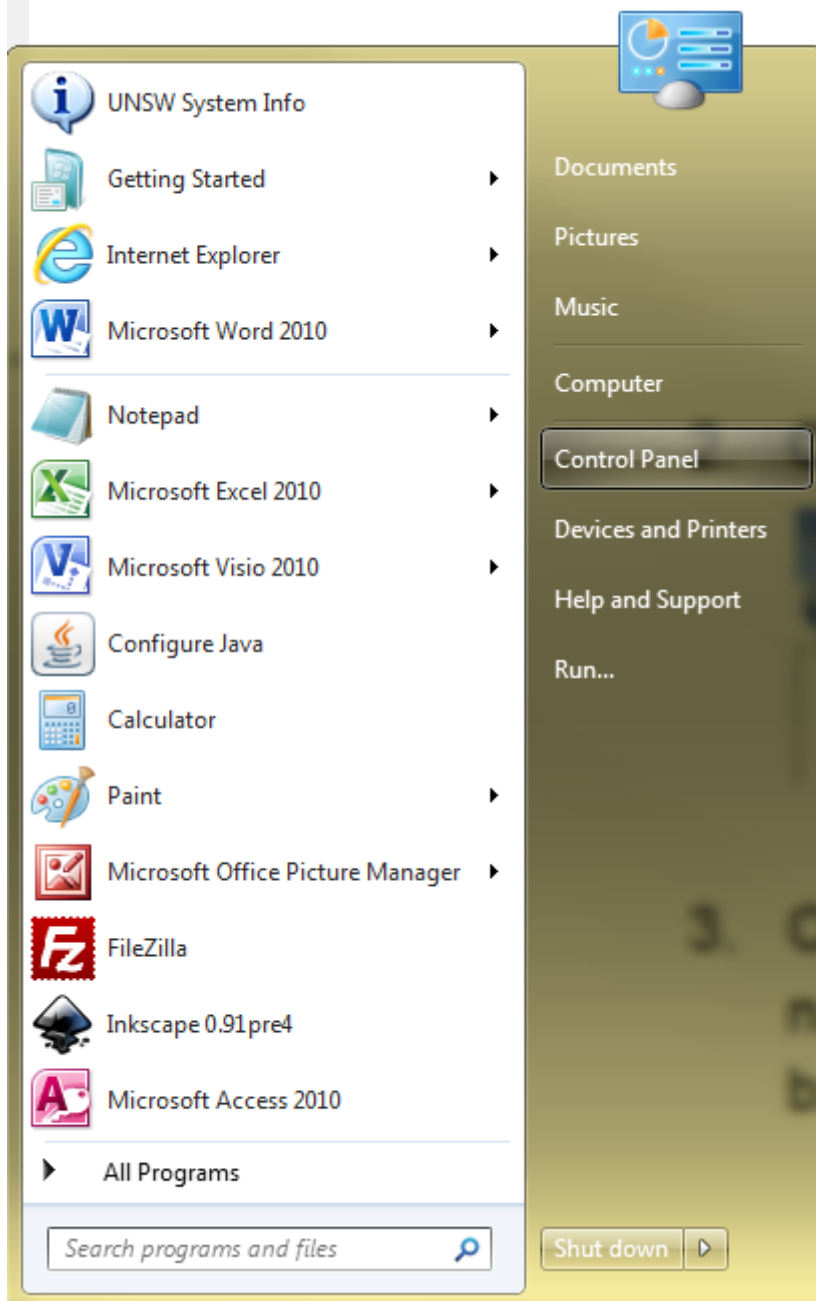 UNSW System Info
Getting Started
Internet Explorer
Microsoft Word 2010
Notepad
Microsoft Excel 2010
Microsoft Visio 2010
Configure Java
Calculator
Paint
Microsoft Office Picture Manager
FileZilla
Inkscape 0.91pre4
Microsoft Access 2010
All Programs
Search programs and files
Documents
Pictures
Music
Computer
Control Panel
Devices and Printers
Help and Support
Run...
3.
Shut down